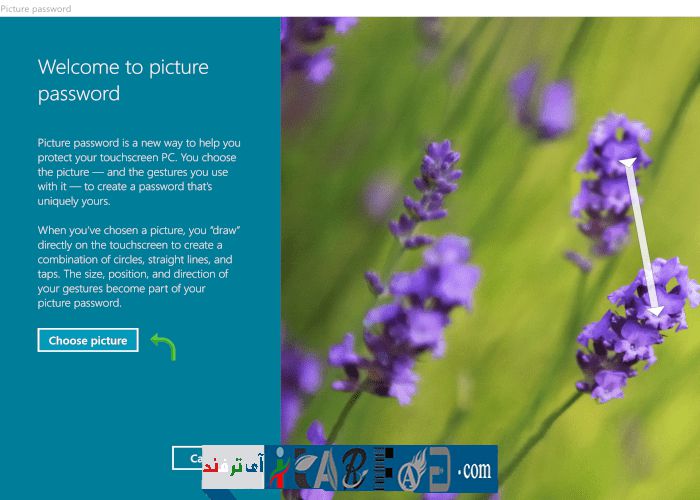 Picture password
Welcome to picture
password
Picture password is a new way to help you
protect your touchscreen PC. You choose
the picture — and the gestures you use
with it — to create a password that's
uniquely yours.
When you've chosen a picture, you "draw"
directly on the touchscreen to create a
combination of circles, straight lines, and
taps. The size, position, and direction of
your gestures become part of your
picture password.
Choose picture
آی ترفند
.com